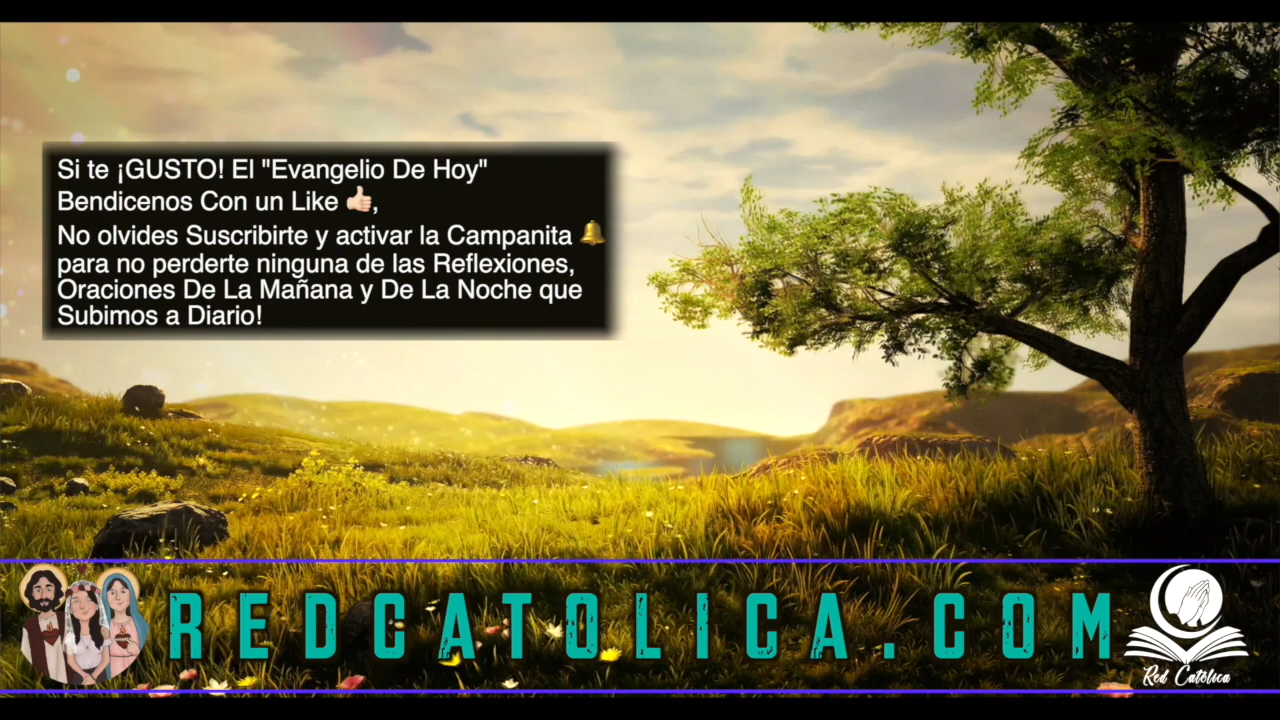 Si te ¡GUSTO! El "Evangelio De Hoy"
Bendicenos Con un Like 👍🏻,
No olvides Suscribirte y activar la Campanita 🔔
para no perderte ninguna de las Reflexiones,
Oraciones De La Mañana y De La Noche que
Subimos a Diario!
REDCATOLICA.COM
Red Católica